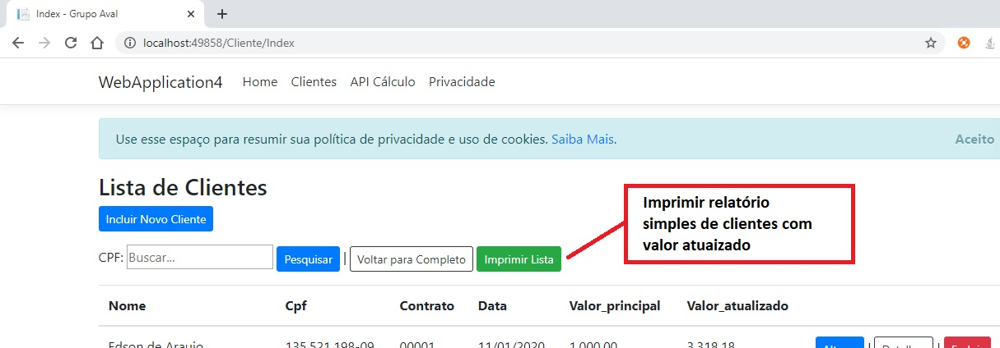 Index - Grupo Aval
localhost:49858/Cliente/Index
WebApplication4 Home Clientes API Cálculo Privacidade
Use esse espaço para resumir sua política de privacidade e uso de cookies. Saiba Mais. Aceito
Lista de Clientes
Incluir Novo Cliente
Imprimir relatório
simples de clientes com
valor atuaizado
CPF: Buscar... Pesquisar | Voltar para Completo Imprimir Lista
Nome Cpf Contrato Data Valor_principal Valor_atualizado
Edson de Araujo 135.521.198-09 00001 11/01/2020 1.000,00 3.318,18